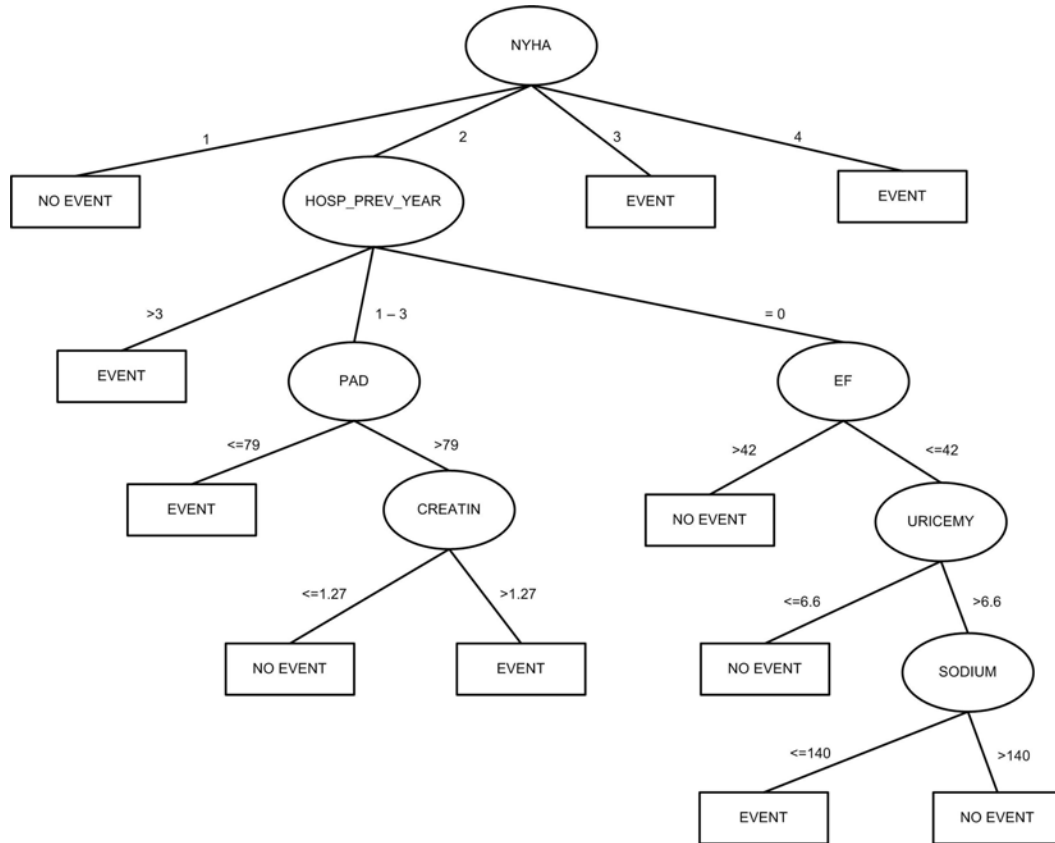 NYHA
1
2
3
4
NO EVENT
HOSP_PREV_YEAR
EVENT
EVENT
>3
1 – 3
= 0
EVENT
PAD
EF
<=79
>79
>42
<=42
EVENT
CREATIN
NO EVENT
URICEMY
<=1.27
>1.27
<=6.6
>6.6
NO EVENT
EVENT
NO EVENT
SODIUM
<=140
>140
EVENT
NO EVENT